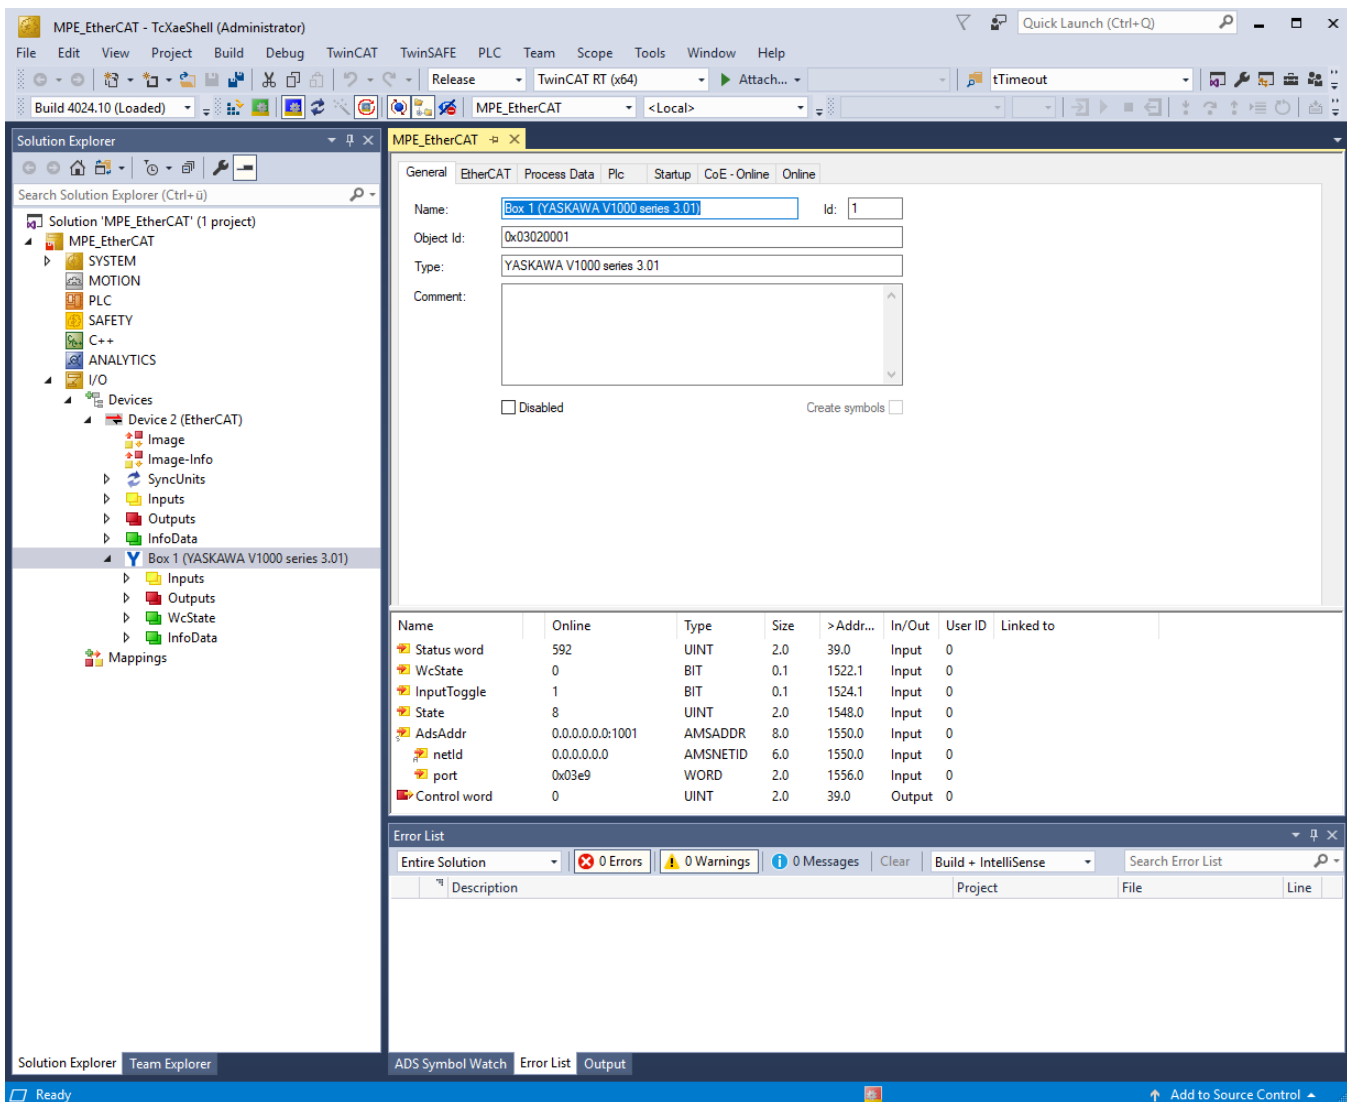 MPE_EtherCAT - TcXaeShell (Administrator)
Quick Launch (Ctrl+Q)
File Edit View Project Build Debug TwinCAT TwinSAFE PLC Team Scope Tools Window Help
Release TwinCAT RT (x64) Attach... tTimeout
Build 4024.10 (Loaded) MPE_EtherCAT <Local>
Solution Explorer
Search Solution Explorer (Ctrl+ü)
Solution 'MPE_EtherCAT' (1 project)
MPE_EtherCAT
SYSTEM
MOTION
PLC
SAFETY
C++
ANALYTICS
I/O
Devices
Device 2 (EtherCAT)
Image
Image-Info
SyncUnits
Inputs
Outputs
InfoData
Box 1 (YASKAWA V1000 series 3.01)
Inputs
Outputs
WcState
InfoData
Mappings
Solution Explorer Team Explorer
MPE_EtherCAT
General EtherCAT Process Data Plc Startup CoE - Online Online
Name: Box 1 (YASKAWA V1000 series 3.01) Id: 1
Object Id: 0x03020001
Type: YASKAWA V1000 series 3.01
Comment:
Disabled Create symbols
Name Online Type Size >Addr... In/Out User ID Linked to
Status word 592 UINT 2.0 39.0 Input 0
WcState 0 BIT 0.1 1522.1 Input 0
InputToggle 1 BIT 0.1 1524.1 Input 0
State 8 UINT 2.0 1548.0 Input 0
AdsAddr 0.0.0.0.0.0:1001 AMSADDR 8.0 1550.0 Input 0
netId 0.0.0.0.0.0 AMSNETID 6.0 1550.0 Input 0
port 0x03e9 WORD 2.0 1556.0 Input 0
Control word 0 UINT 2.0 39.0 Output 0
Error List
Entire Solution 0 Errors 0 Warnings 0 Messages Clear Build + IntelliSense Search Error List
Description Project File Line
ADS Symbol Watch Error List Output
Ready Add to Source Control